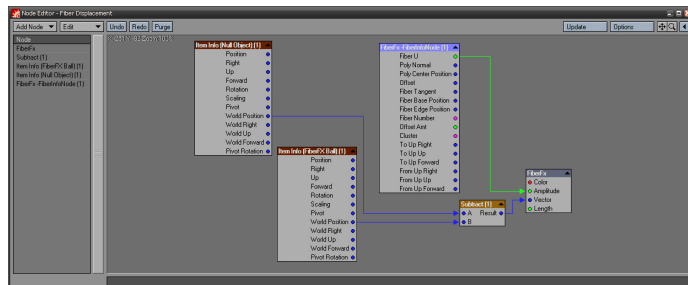 Node Editor - Fiber Displacement
Add Node Edit Undo Redo Purge Update Options
Node
FiberFx
Subtract (1)
Item Info (FiberFX Ball) (1)
Item Info (Null Object) (1)
FiberFx -FiberInfoNode (1)
Item Info (Null Object) (1)
Position
Right
Up
Forward
Rotation
Scaling
Pivot
World Position
World Right
World Up
World Forward
Pivot Rotation
Item Info (FiberFX Ball) (1)
Position
Right
Up
Forward
Rotation
Scaling
Pivot
World Position
World Right
World Up
World Forward
Pivot Rotation
FiberFx -FiberInfoNode (1)
Fiber U
Poly Normal
Poly Center Position
Offset
Fiber Tangent
Fiber Base Position
Fiber Edge Position
Fiber Number
Offset Amt
Cluster
To Up Right
To Up Up
To Up Forward
From Up Right
From Up Up
From Up Forward
Subtract (1)
A Result
B
FiberFx
Color
Amplitude
Vector
Length